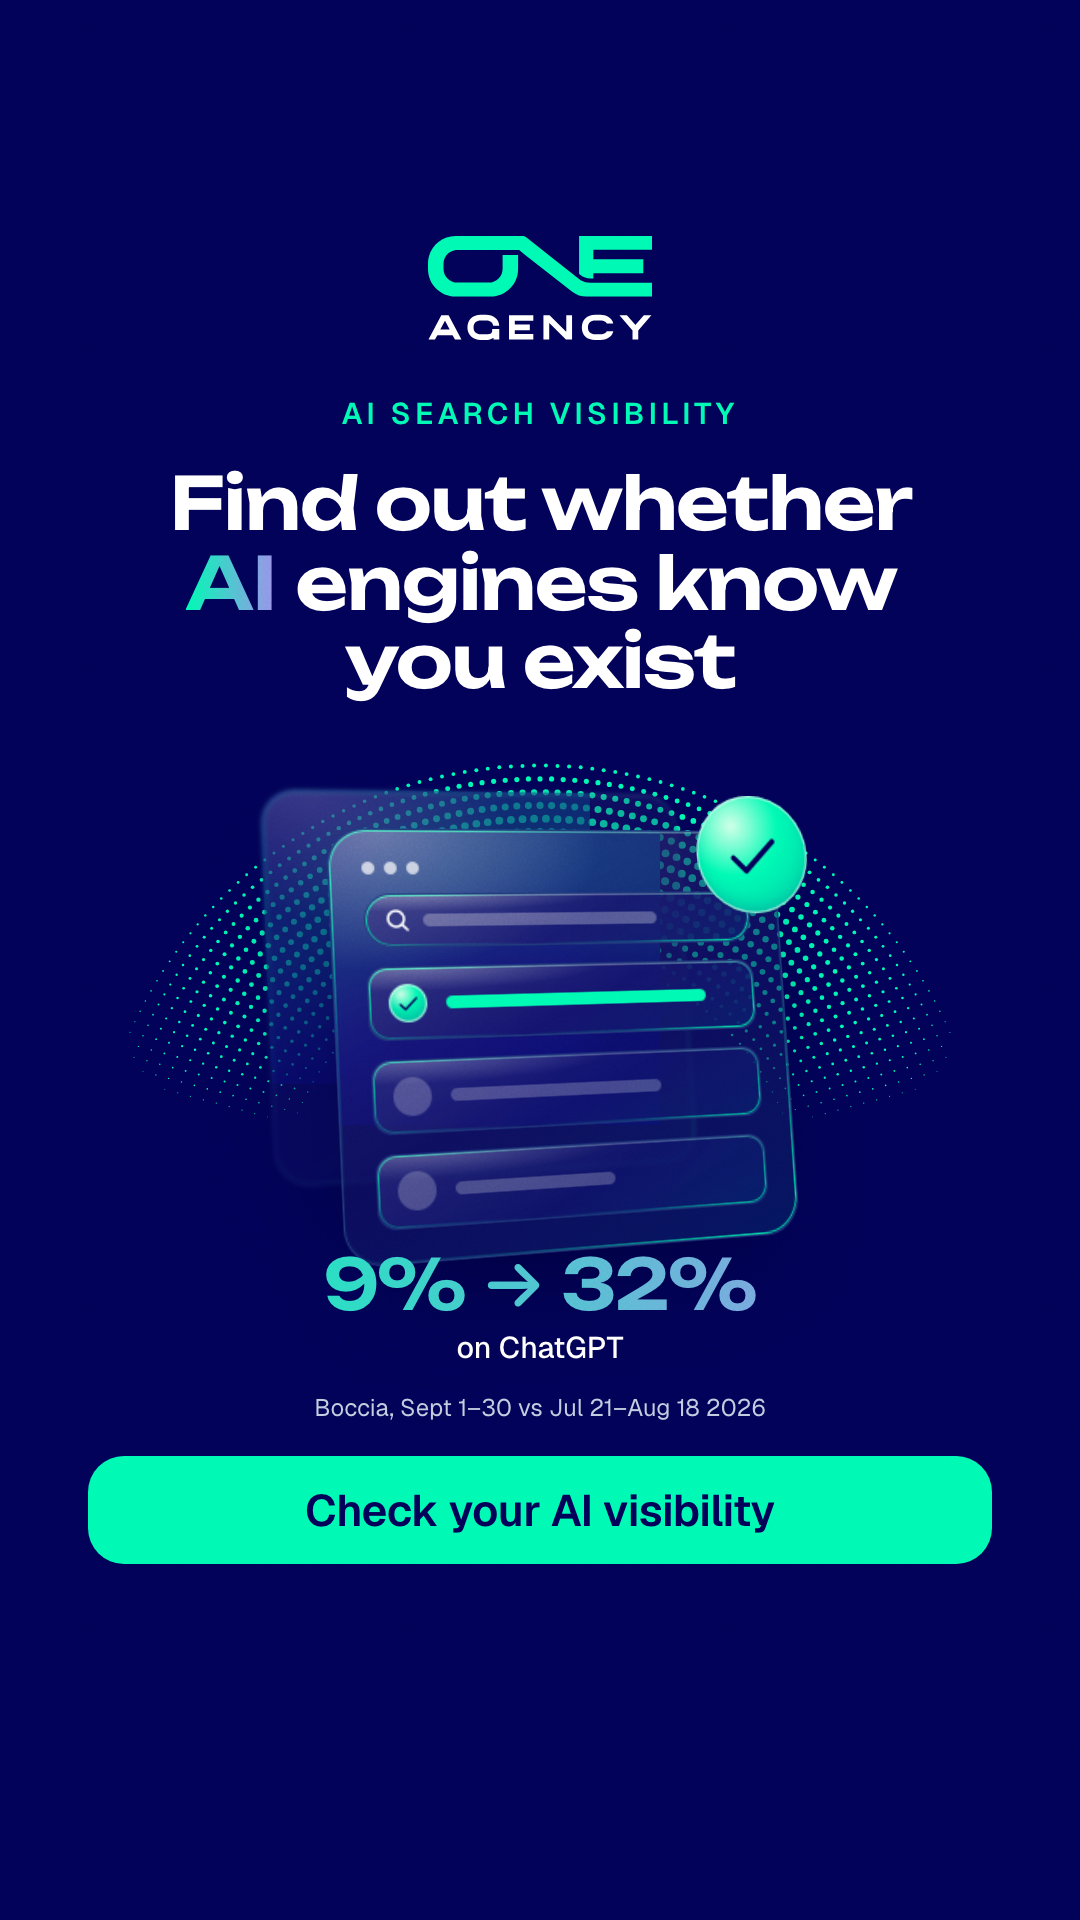 ONE
AGENCY
AI SEARCH VISIBILITY
Find out whether
AI engines know
you exist
9% → 32%
on ChatGPT
Boccia, Sept 1–30 vs Jul 21–Aug 18 2026
Check your AI visibility